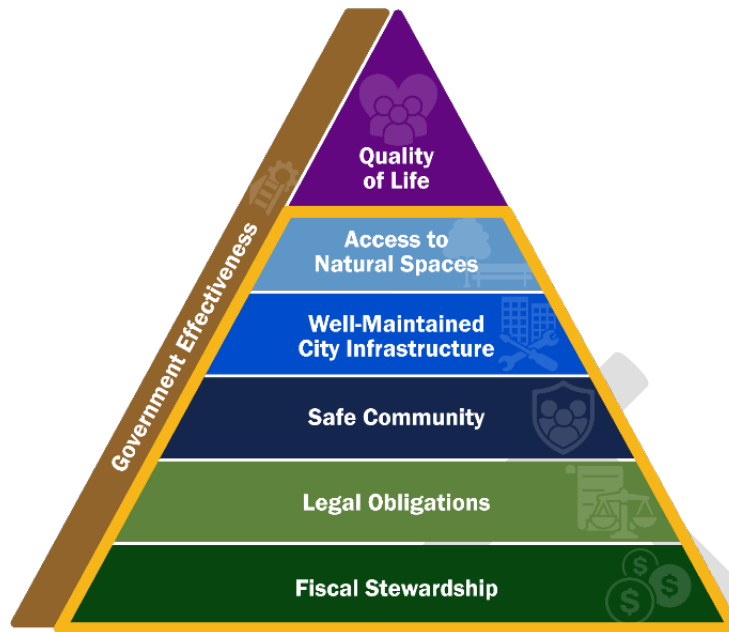 Quality
of Life
Government Effectiveness
Access to
Natural Spaces
Well-Maintained
City Infrastructure
Safe Community
Legal Obligations
Fiscal Stewardship
$
$
$